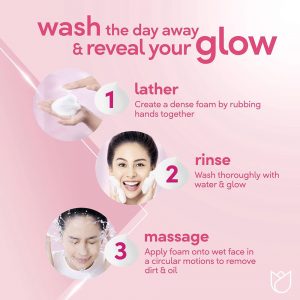 wash the day away
& reveal your glow
1
lather
Create a dense foam by rubbing
hands together
2
rinse
Wash thoroughly with
water & glow
3
massage
Apply foam onto wet face in
a circular motions to remove
dirt & oil